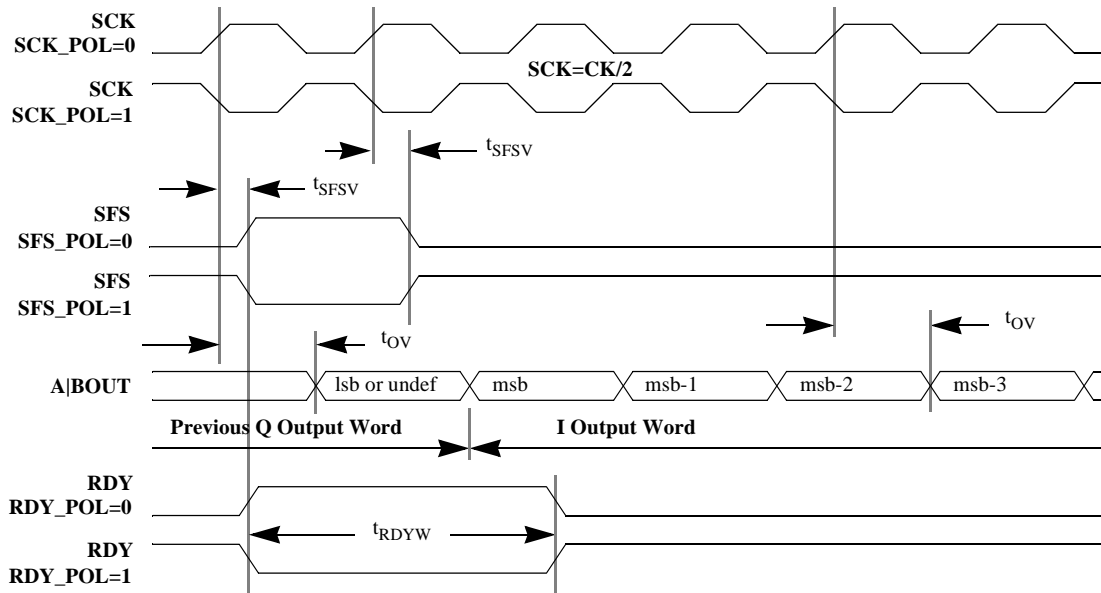 SCK
SCK_POL=0
SCK=CK/2
SCK
SCK_POL=1
tSFSV
tSFSV
SFS
SFS_POL=0
SFS
SFS_POL=1
tOV
tOV
A|BOUT
lsb or undef
msb
msb-1
msb-2
msb-3
Previous Q Output Word
I Output Word
RDY
RDY_POL=0
tRDYW
RDY
RDY_POL=1